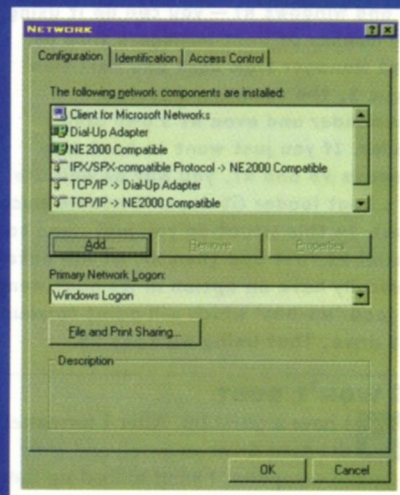 NETWORK
Configuration Identification Access Control
The following network components are installed:
Client for Microsoft Networks
Dial-Up Adapter
NE2000 Compatible
IPX/SPX-compatible Protocol -> NE2000 Compatible
TCP/IP -> Dial-Up Adapter
TCP/IP -> NE2000 Compatible
Add... Remove Properties
Primary Network Logon:
Windows Logon
File and Print Sharing...
Description
OK Cancel